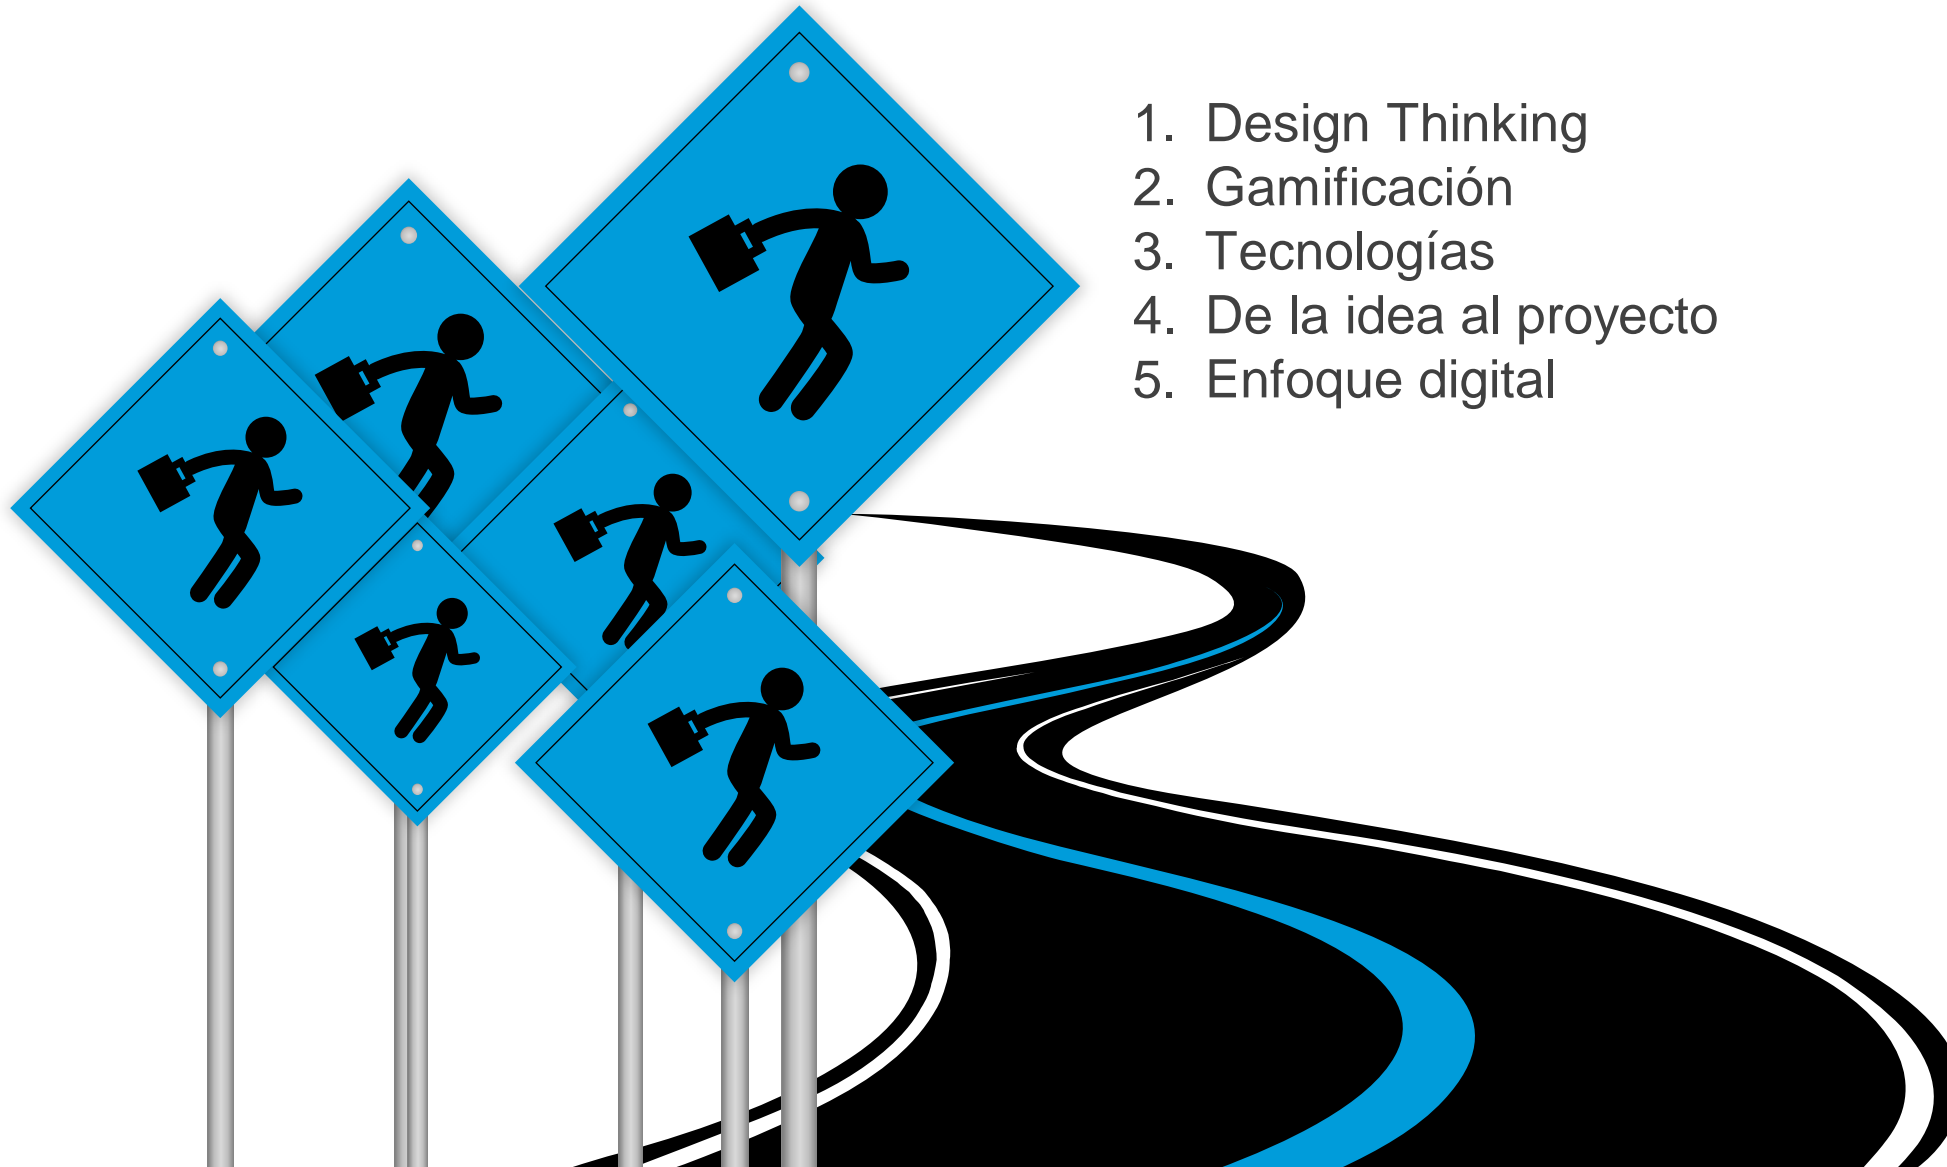 1. Design Thinking
2. Gamificación
3. Tecnologías
4. De la idea al proyecto
5. Enfoque digital